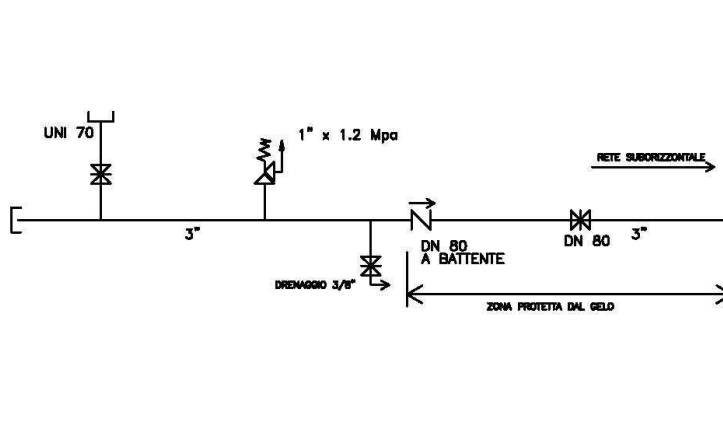 UNI 70
1" x 1.2 Mpa
RETE SUBORIZZONTALE
3"
DN 80
A BATTENTE
DN 80
3"
DRENAGGIO 3/8"
ZONA PROTETTA DAL GELO